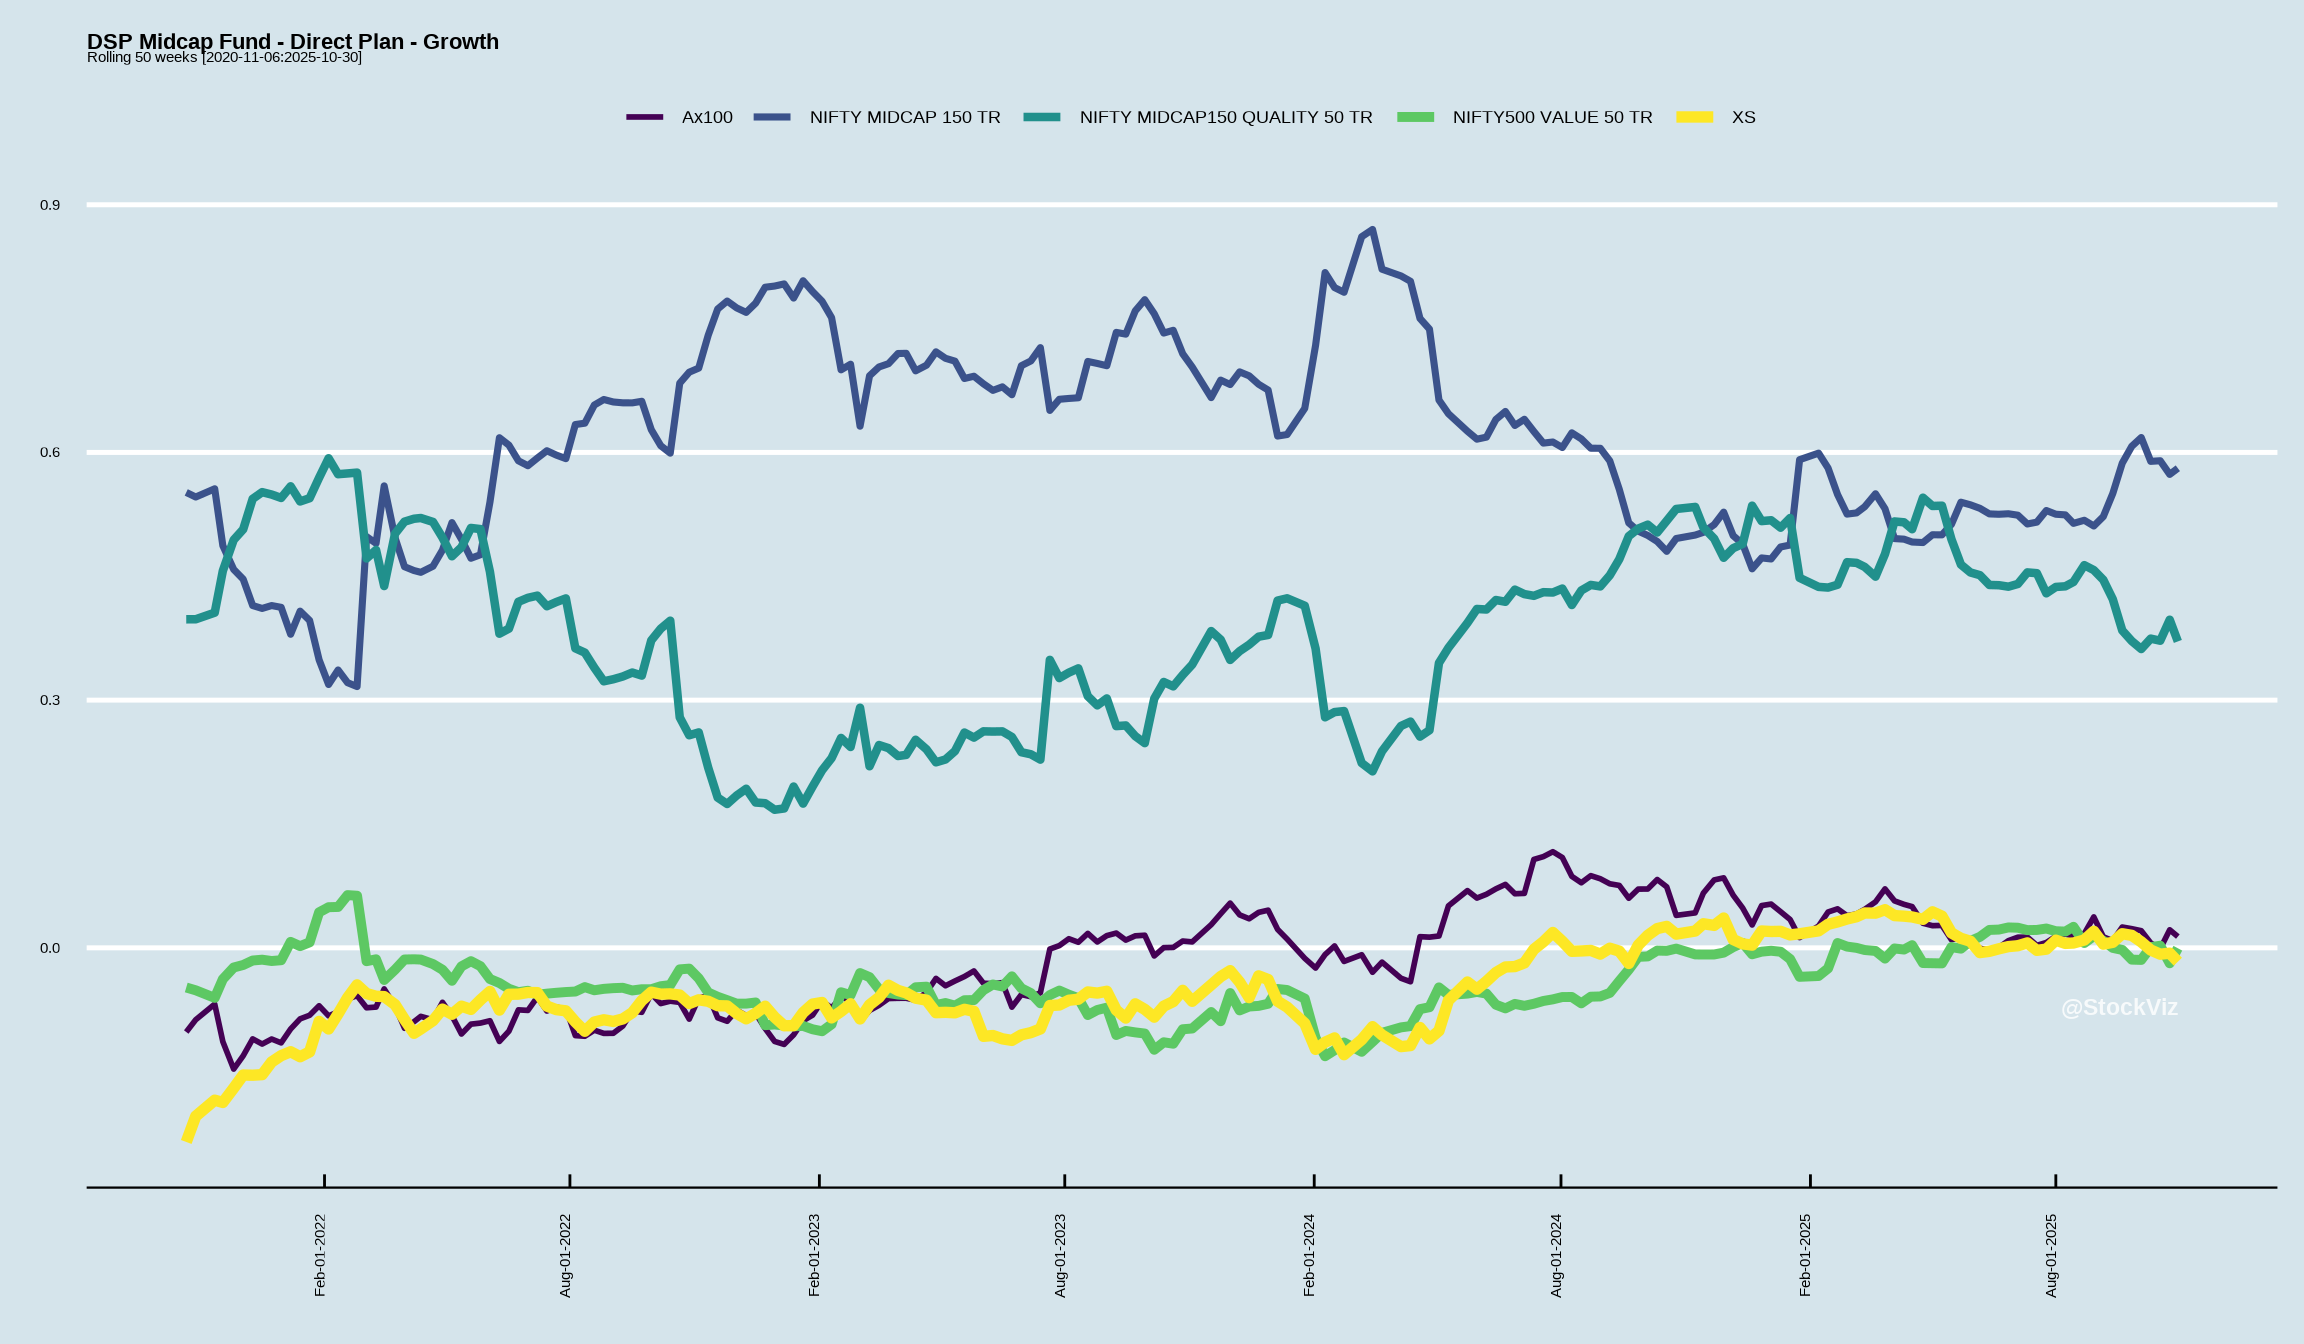 DSP Midcap Fund - Direct Plan - Growth
Rolling 50 weeks [2020-11-06:2025-10-30]
Ax100 NIFTY MIDCAP 150 TR NIFTY MIDCAP150 QUALITY 50 TR NIFTY500 VALUE 50 TR XS
0.9
0.6
0.3
0.0
@StockViz
Feb-01-2022 Aug-01-2022 Feb-01-2023 Aug-01-2023 Feb-01-2024 Aug-01-2024 Feb-01-2025 Aug-01-2025